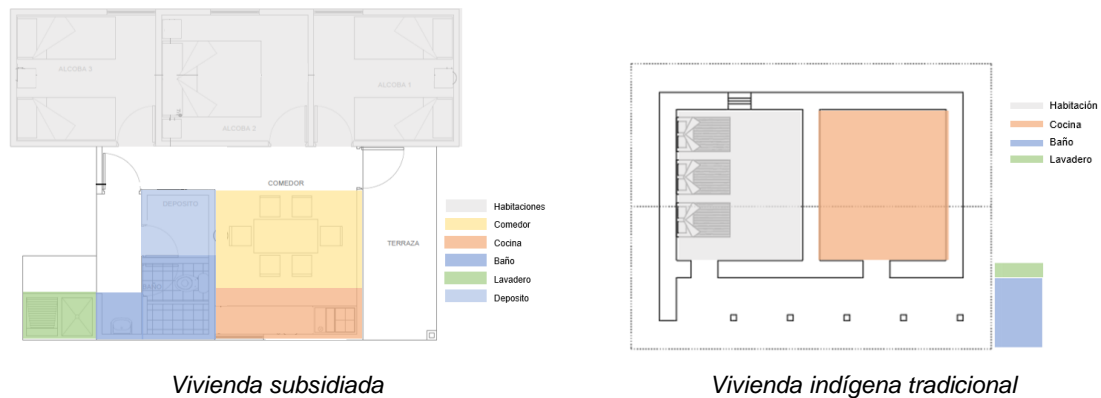 ALCOBA 3
ALCOBA 2
ALCOBA 1
COMEDOR
DEPOSITO
BAÑO
TERRAZA
Habitaciones
Comedor
Cocina
Baño
Lavadero
Deposito
Vivienda subsidiada
Habitación
Cocina
Baño
Lavadero
Vivienda indígena tradicional